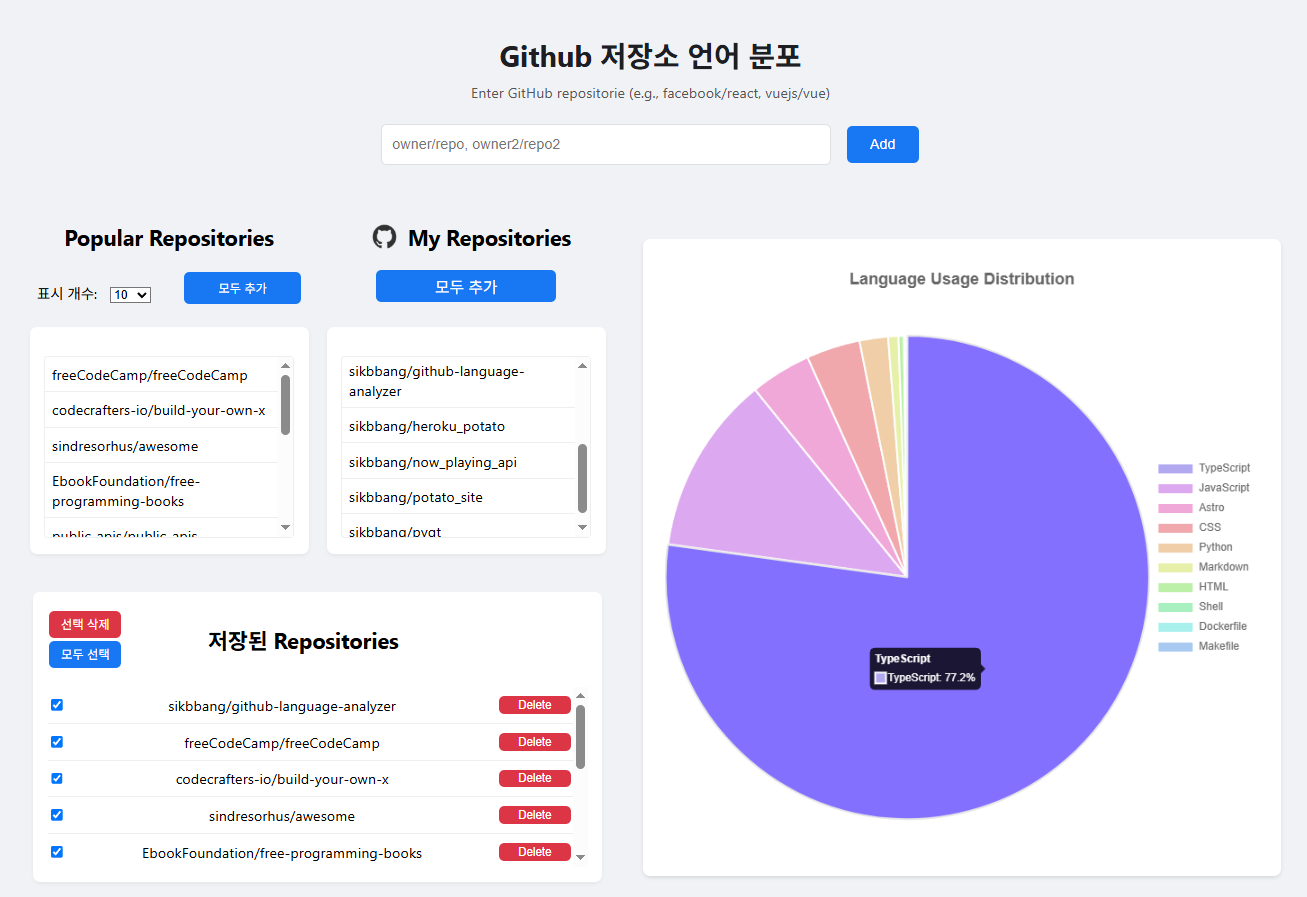 Github 저장소 언어 분포
Enter GitHub repositorie (e.g., facebook/react, vuejs/vue)
owner/repo, owner2/repo2
Add
Popular Repositories
표시 개수:
10
모두 추가
freeCodeCamp/freeCodeCamp
codecrafters-io/build-your-own-x
sindresorhus/awesome
EbookFoundation/free-
programming-books
public-apis/public-apis
My Repositories
모두 추가
sikbbang/github-language-
analyzer
sikbbang/heroku_potato
sikbbang/now_playing_api
sikbbang/potato_site
sikbbang/pyqt
선택 삭제
모두 선택
저장된 Repositories
sikbbang/github-language-analyzer
Delete
freeCodeCamp/freeCodeCamp
Delete
codecrafters-io/build-your-own-x
Delete
sindresorhus/awesome
Delete
EbookFoundation/free-programming-books
Delete
Language Usage Distribution
TypeScript
TypeScript: 77.2%
TypeScript
JavaScript
Astro
CSS
Python
Markdown
HTML
Shell
Dockerfile
Makefile